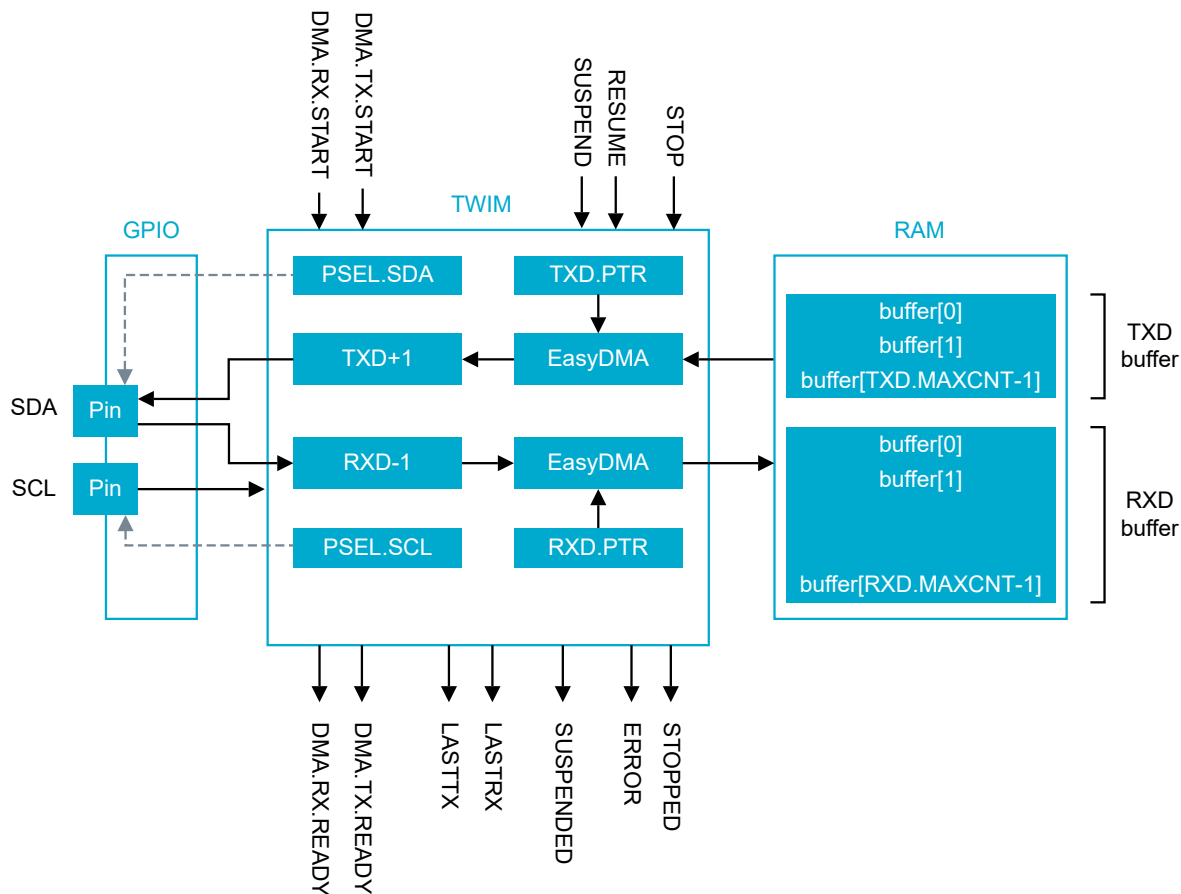 DMA.RX.START
DMA.TX.START
SUSPEND
RESUME
STOP
GPIO
TWIM
RAM
PSEL.SDA
TXD.PTR
buffer[0]
buffer[1]
buffer[TXD.MAXCNT-1]
TXD
buffer
TXD+1
EasyDMA
SDA
Pin
RXD-1
EasyDMA
buffer[0]
buffer[1]
buffer[RXD.MAXCNT-1]
RXD
buffer
SCL
Pin
PSEL.SCL
RXD.PTR
DMA.RX.READY
DMA.TX.READY
LASTTX
LASTRX
SUSPENDED
ERROR
STOPPED